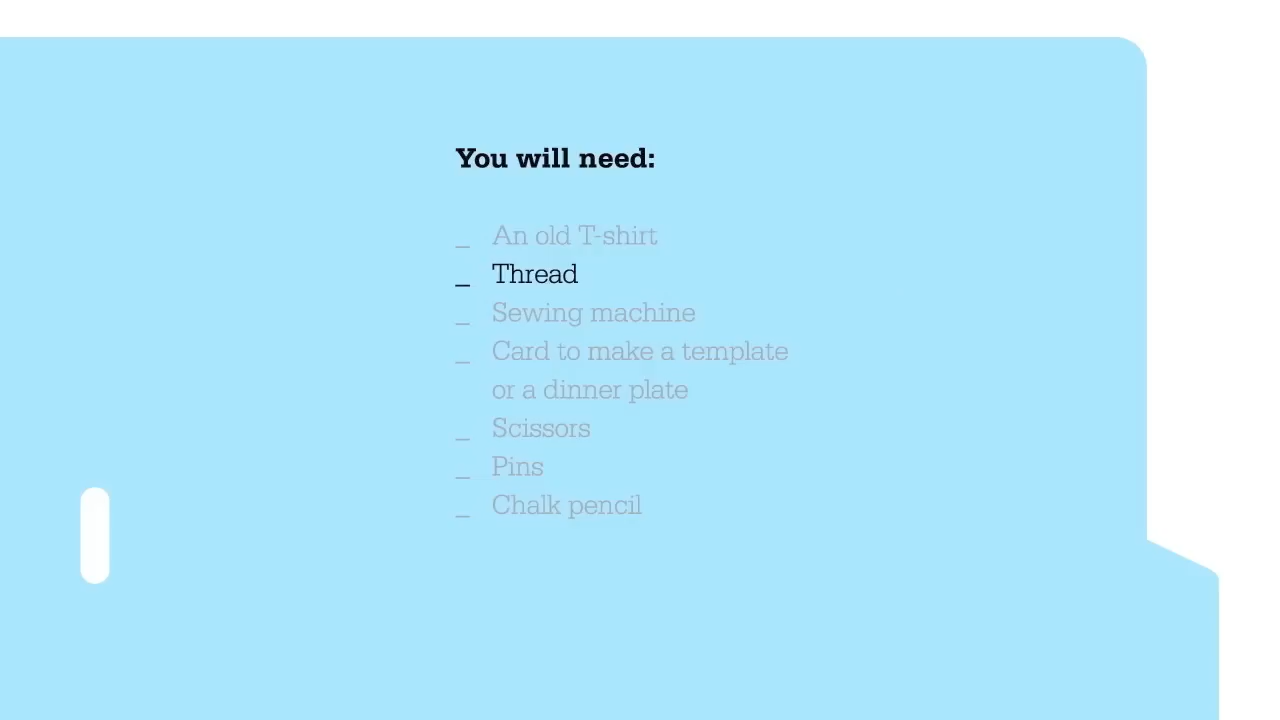 You will need:
_ An old T-shirt
_ Thread
_ Sewing machine
_ Card to make a template
or a dinner plate
_ Scissors
_ Pins
_ Chalk pencil